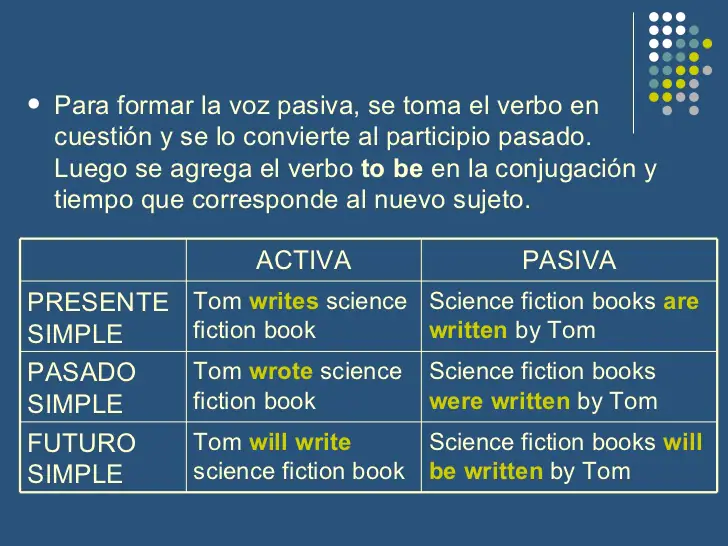 Para formar la voz pasiva, se toma el verbo en
cuestión y se lo convierte al participio pasado.
Luego se agrega el verbo to be en la conjugación y
tiempo que corresponde al nuevo sujeto.
ACTIVA PASIVA
PRESENTE SIMPLE
Tom writes science
fiction book
Science fiction books are
written by Tom
PASADO SIMPLE
Tom wrote science
fiction book
Science fiction books
were written by Tom
FUTURO SIMPLE
Tom will write
science fiction book
Science fiction books will
be written by Tom